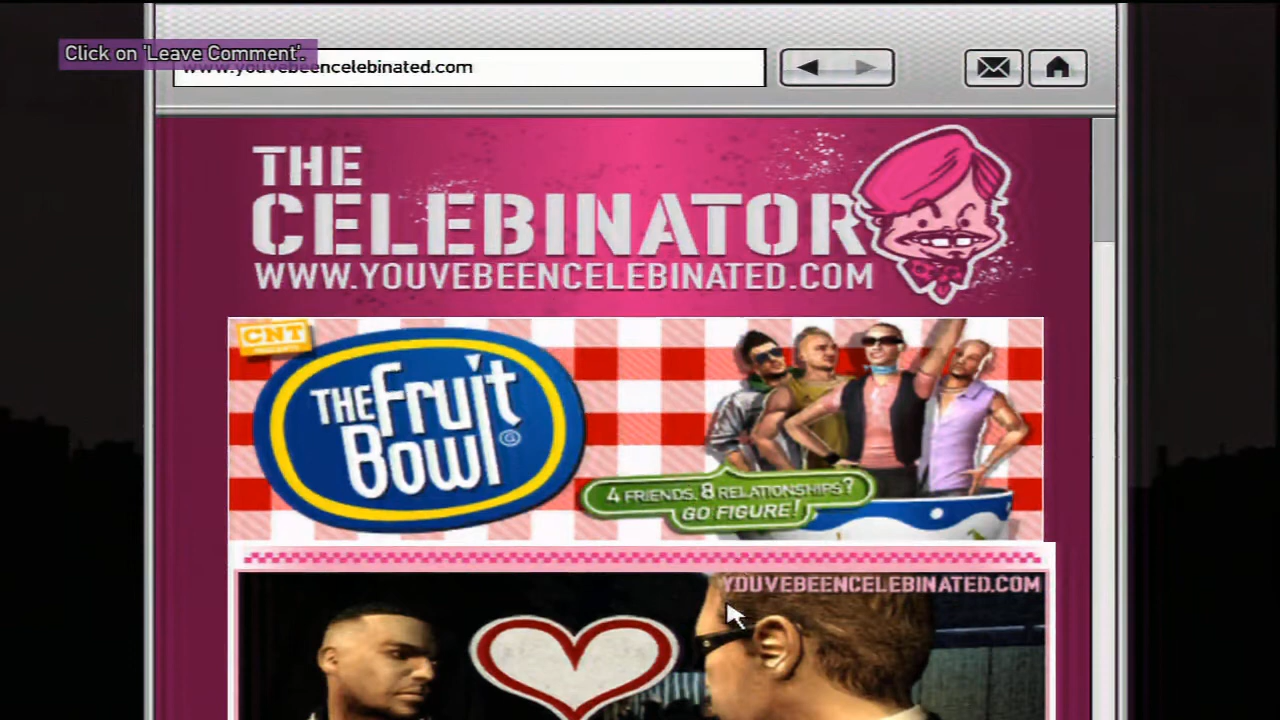 Click on 'Leave Comment'.
www.youvebeencelebinated.com
THE
CELEBINATOR
WWW.YOUVEBEENCELEBINATED.COM
CNT
THE Fruit
Bowl
4 FRIENDS, 8 RELATIONSHIPS?
GO FIGURE!
YOUVEBEENCELEBINATED.COM